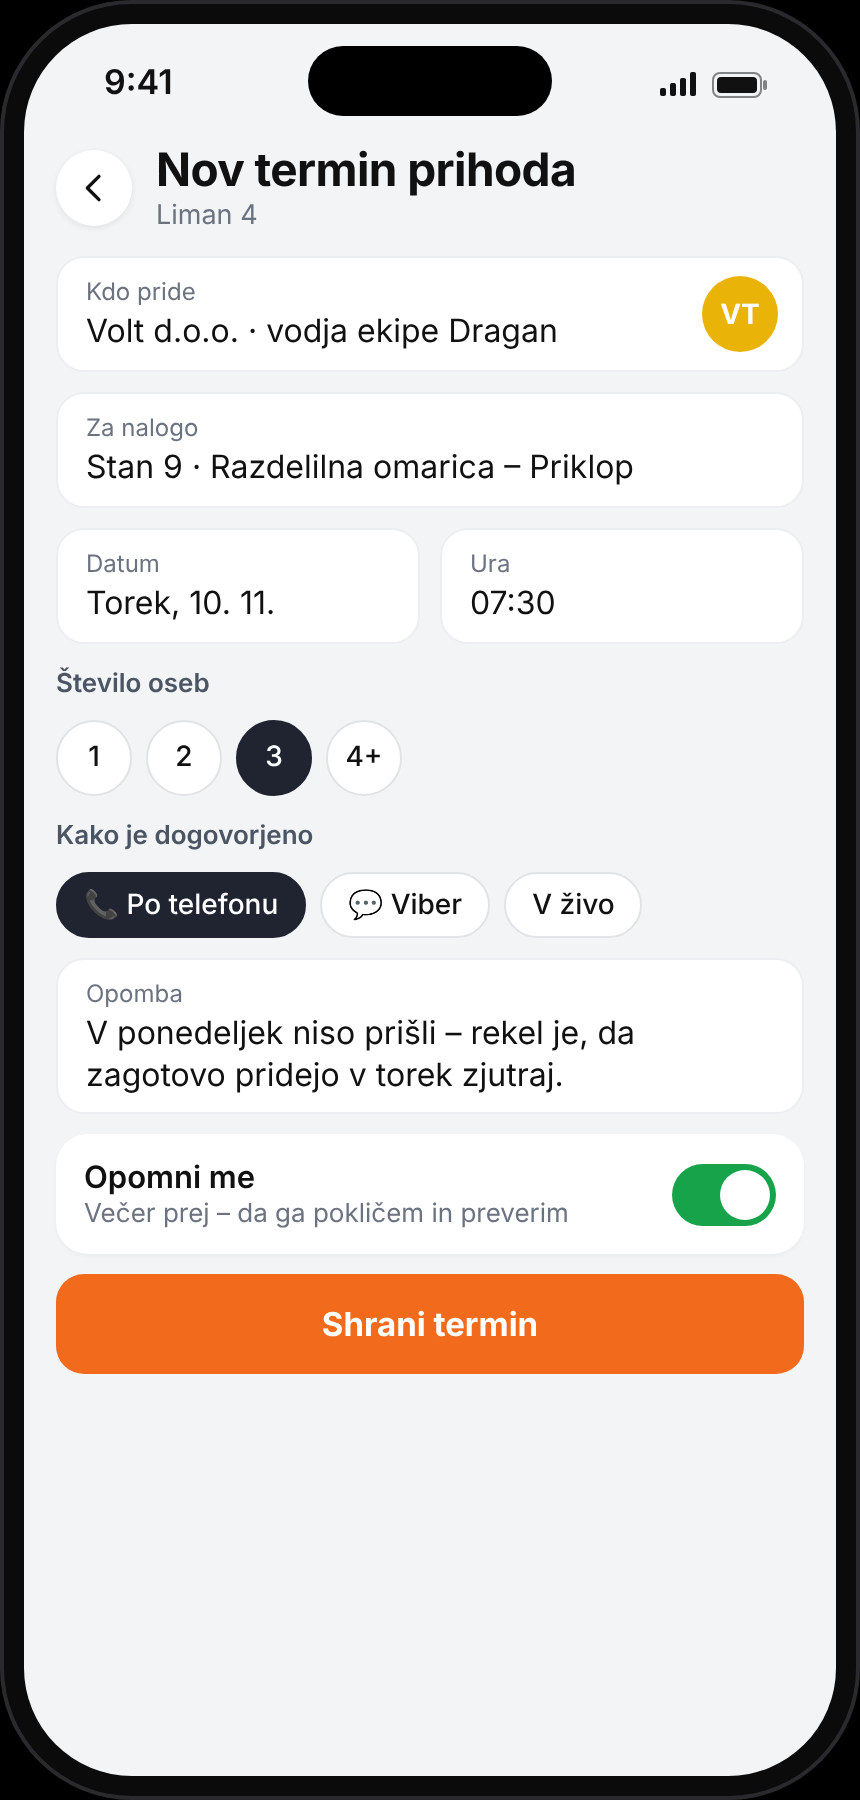 9:41
Nov termin prihoda
Liman 4
Kdo pride
Volt d.o.o. · vodja ekipe Dragan
VT
Za nalogo
Stan 9 · Razdelilna omarica – Priklop
Datum
Torek, 10. 11.
Ura
07:30
Število oseb
1 2 3 4+
Kako je dogovorjeno
📞 Po telefonu 💬 Viber V živo
Opomba
V ponedeljek niso prišli – rekel je, da
zagotovo pridejo v torek zjutraj.
Opomni me
Večer prej – da ga pokličem in preverim
Shrani termin